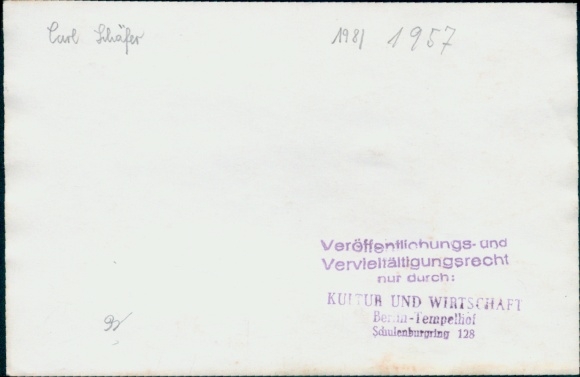 Carl Schäfer 1981 1957
Veröffentlichungs- und
Vervielfältigungsrecht
nur durch:
KULTUR UND WIRTSCHAFT
Berlin-Tempelhof
Schulenburgring 128